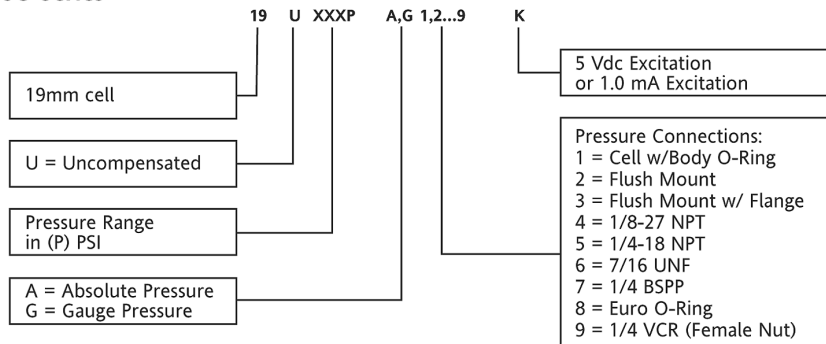 19 U XXXP A,G 1,2...9 K
5 Vdc Excitation
or 1.0 mA Excitation
19mm cell
U = Uncompensated
Pressure Range
in (P) PSI
A = Absolute Pressure
G = Gauge Pressure
Pressure Connections:
1 = Cell w/Body O-Ring
2 = Flush Mount
3 = Flush Mount w/ Flange
4 = 1/8-27 NPT
5 = 1/4-18 NPT
6 = 7/16 UNF
7 = 1/4 BSPP
8 = Euro O-Ring
9 = 1/4 VCR (Female Nut)